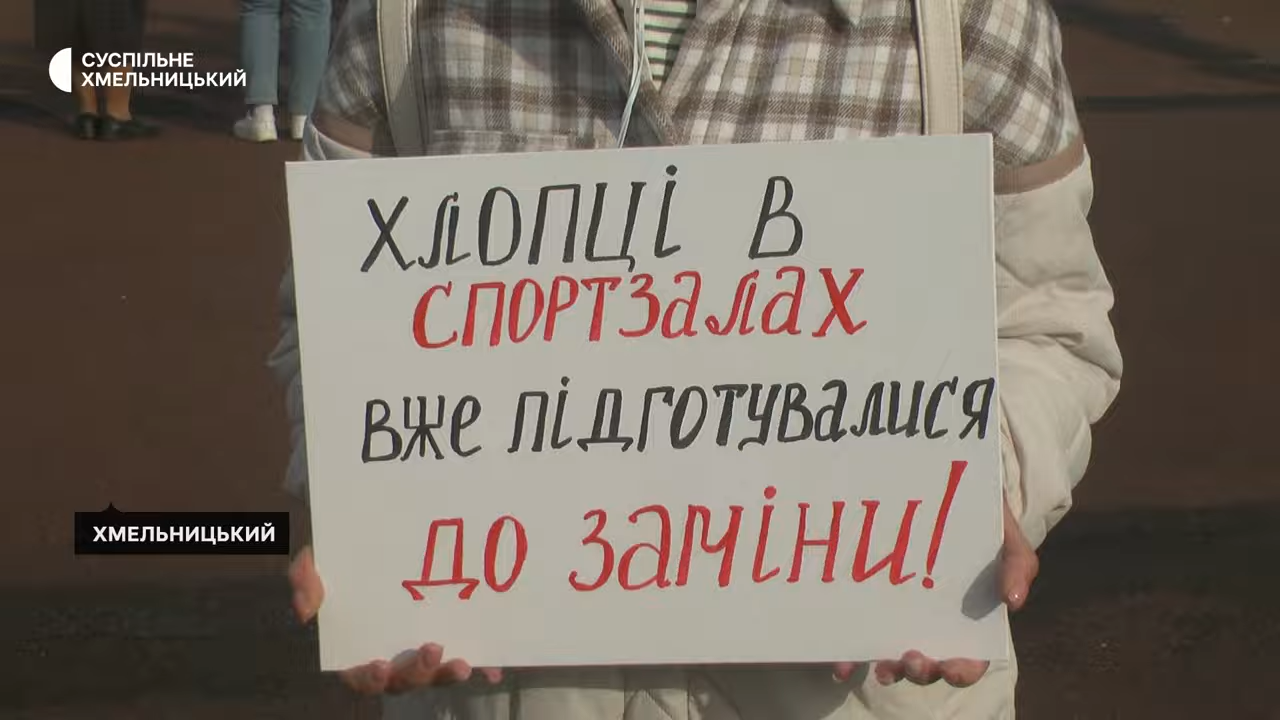 СУСПІЛЬНЕ
ХМЕЛЬНИЦЬКИЙ
ХЛОПЦІ В
СПОРТЗАЛАХ
ВЖЕ ПІДГОТУВАЛИСЯ
ДО ЗАМІНИ!
ХМЕЛЬНИЦЬКИЙ